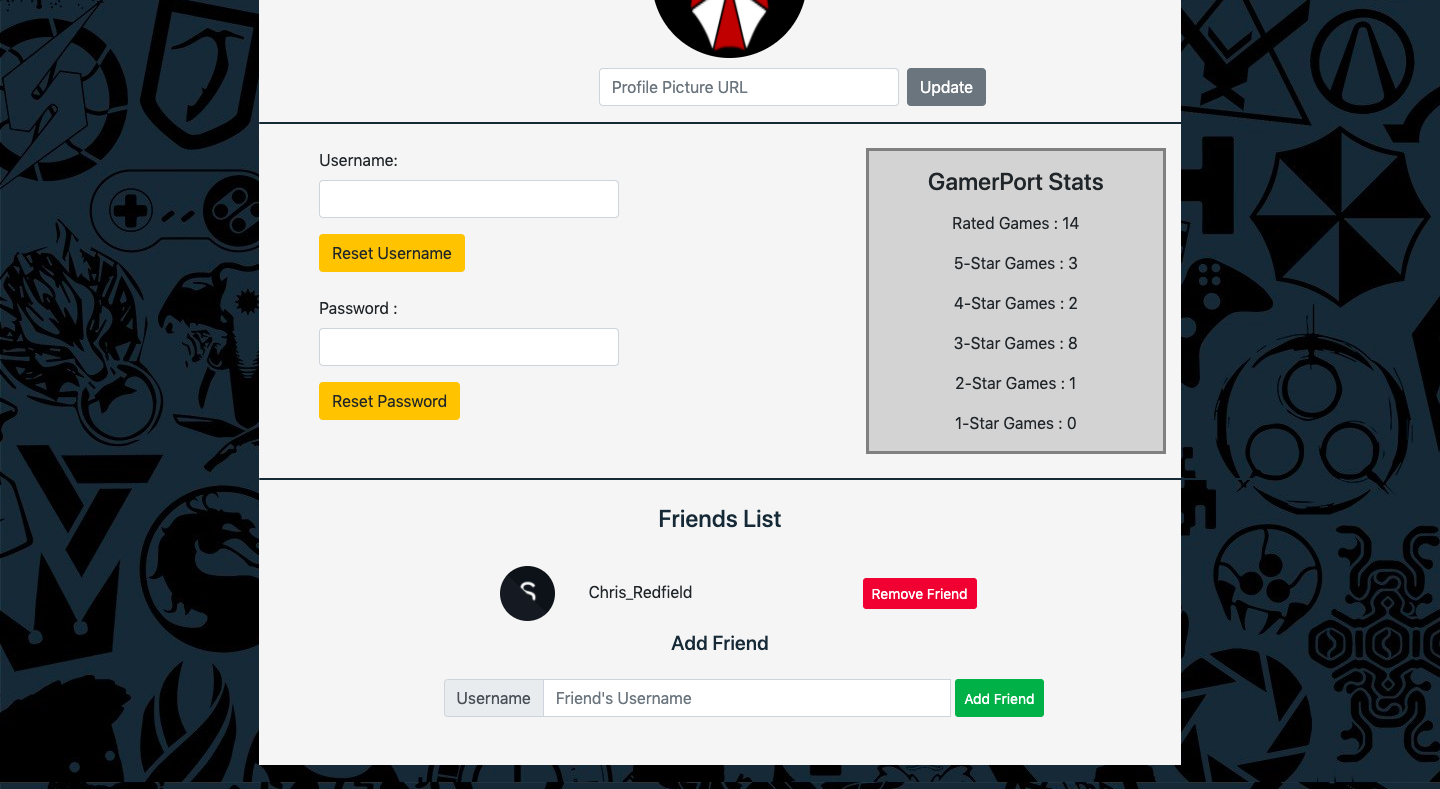 Profile Picture URL
Update
Username:
Reset Username
Password :
Reset Password
GamerPort Stats
Rated Games : 14
5-Star Games : 3
4-Star Games : 2
3-Star Games : 8
2-Star Games : 1
1-Star Games : 0
Friends List
Chris_Redfield
Remove Friend
Add Friend
Username
Friend's Username
Add Friend